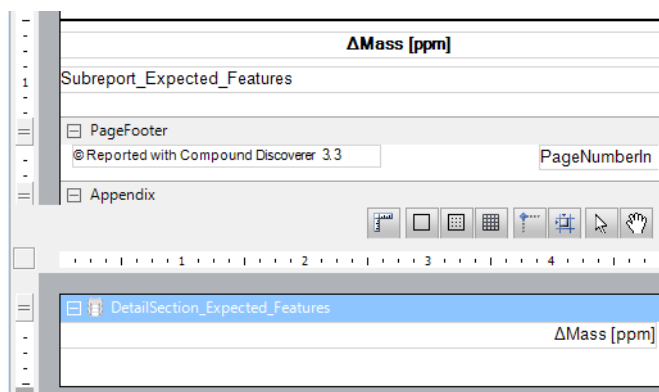 ΔMass [ppm]
1
Subreport_Expected_Features
PageFooter
© Reported with Compound Discoverer 3.3
PageNumberIn
Appendix
1 2 3 4
DetailSection_Expected_Features
ΔMass [ppm]